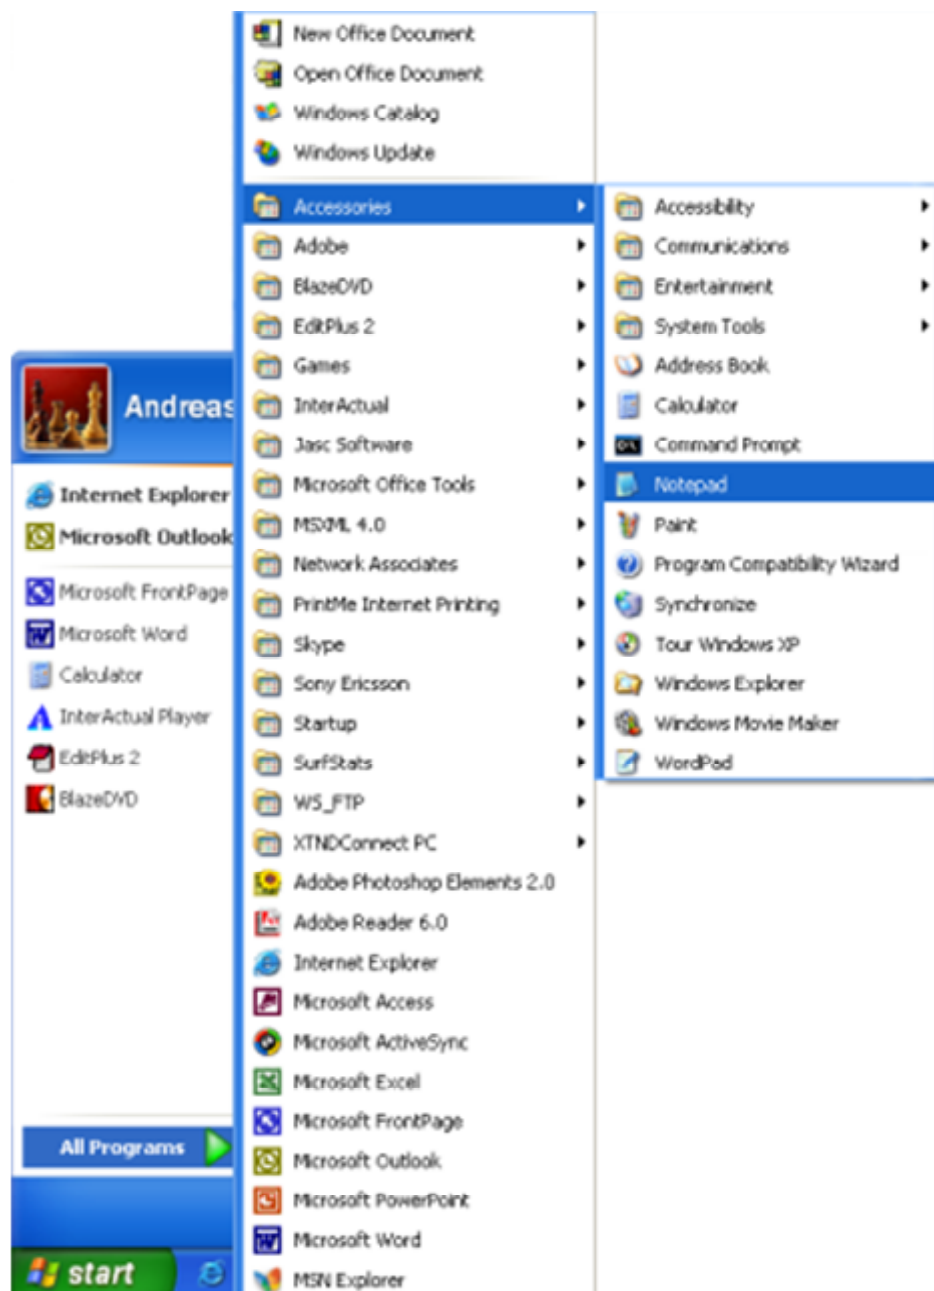 New Office Document
Open Office Document
Windows Catalog
Windows Update
Accessories
Adobe
BlazeDVD
EditPlus 2
Games
InterActual
Jasc Software
Microsoft Office Tools
MSXML 4.0
Network Associates
PrintMe Internet Printing
Skype
Sony Ericsson
Startup
SurfStats
WS_FTP
XTNDConnect PC
Adobe Photoshop Elements 2.0
Adobe Reader 6.0
Internet Explorer
Microsoft Access
Microsoft ActiveSync
Microsoft Excel
Microsoft FrontPage
Microsoft Outlook
Microsoft PowerPoint
Microsoft Word
MSN Explorer
Accessibility
Communications
Entertainment
System Tools
Address Book
Calculator
Command Prompt
Notepad
Paint
Program Compatibility Wizard
Synchronize
Tour Windows XP
Windows Explorer
Windows Movie Maker
WordPad
Andreas
Internet Explorer
Microsoft Outlook
Microsoft FrontPage
Microsoft Word
Calculator
InterActual Player
EditPlus 2
BlazeDVD
All Programs
start